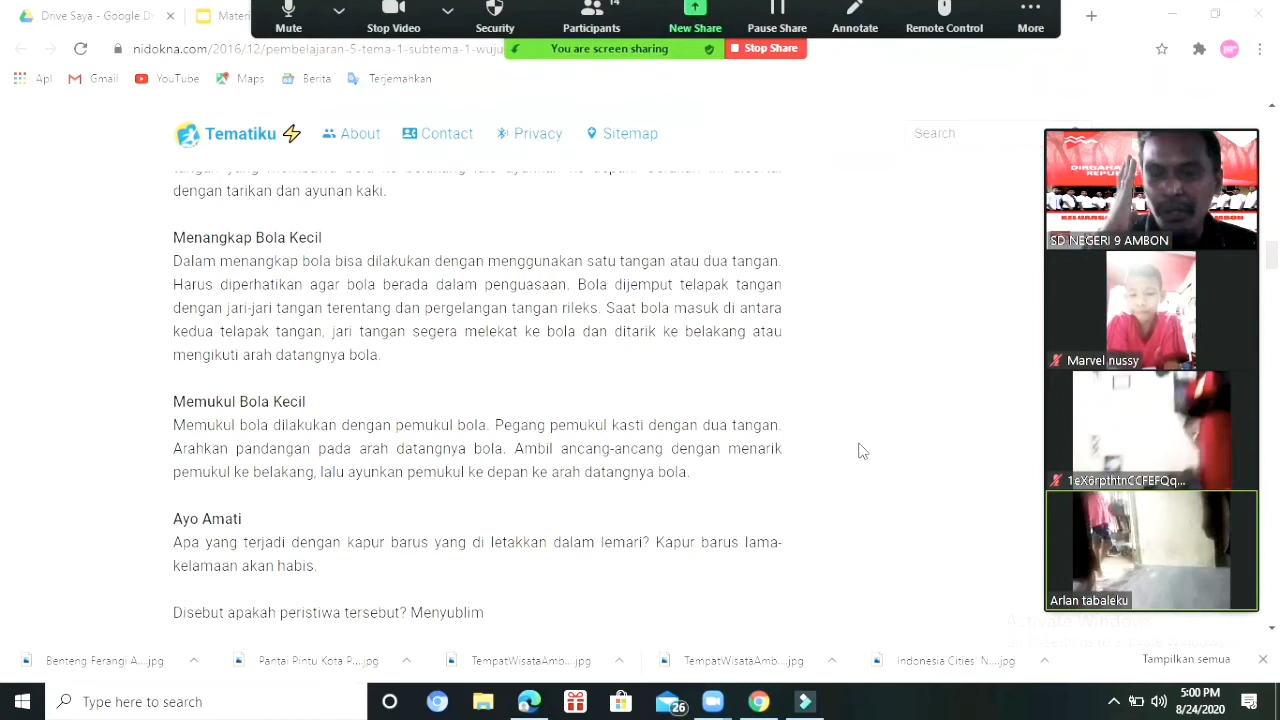 Drive Saya - Google D
Materi
14
Mute
Stop Video
Security
Participants
New Share
Pause Share
Annotate
Remote Control
More
nidokna.com/2016/12/pembelajaran-5-tema-1-subtema-1-wuju
You are screen sharing
Stop Share
Apl
Gmail
YouTube
Maps
Berita
Terjemahkan
Tematiku
About
Contact
Privacy
Sitemap
Search
dengan tarikan dan ayunan kaki.
Menangkap Bola Kecil
Dalam menangkap bola bisa dilakukan dengan menggunakan satu tangan atau dua tangan.
Harus diperhatikan agar bola berada dalam penguasaan. Bola dijemput telapak tangan
dengan jari-jari tangan terentang dan pergelangan tangan rileks. Saat bola masuk di antara
kedua telapak tangan, jari tangan segera melekat ke bola dan ditarik ke belakang atau
mengikuti arah datangnya bola.
Memukul Bola Kecil
Memukul bola dilakukan dengan pemukul bola. Pegang pemukul kasti dengan dua tangan.
Arahkan pandangan pada arah datangnya bola. Ambil ancang-ancang dengan menarik
pemukul ke belakang, lalu ayunkan pemukul ke depan ke arah datangnya bola.
Ayo Amati
Apa yang terjadi dengan kapur barus yang di letakkan dalam lemari? Kapur barus lama-
kelamaan akan habis.
Disebut apakah peristiwa tersebut? Menyublim
SD NEGERI 9 AMBON
Marvel nussy
1eX6rpthtnCCFEFQq...
Arlan tabaleku
Activate Windows
Benteng Ferangi A....jpg
Pantai Pintu Kota P....jpg
TempatWisataAmb....jpg
TempatWisataAmb....jpg
Indonesia Cities_N....jpg
Tampilkan semua
Type here to search
26
5:00 PM
8/24/2020